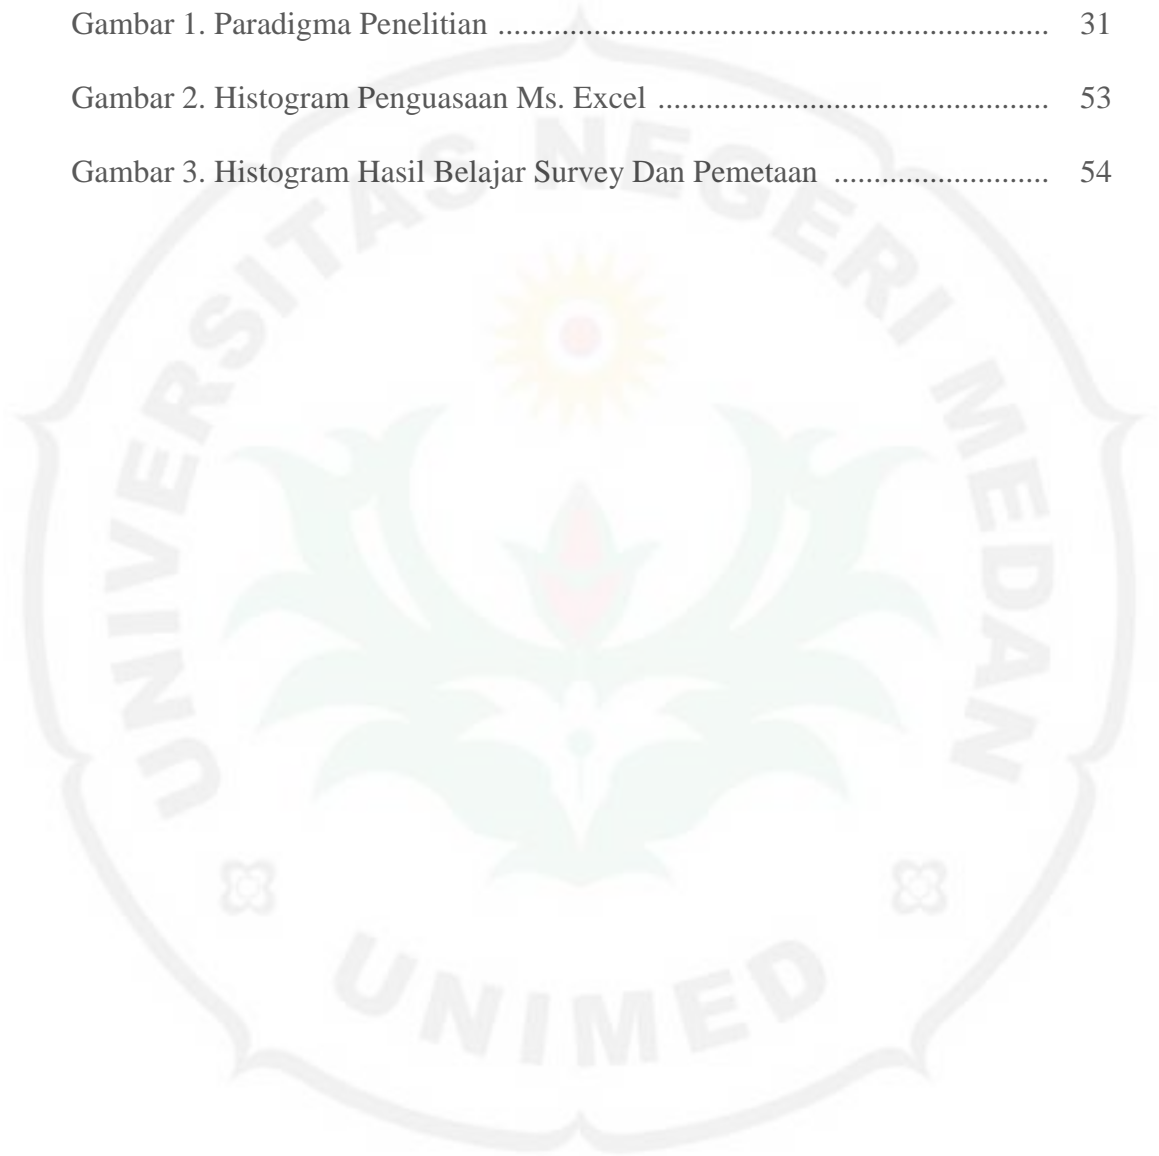 Gambar 1. Paradigma Penelitian ..................................................................... 31
Gambar 2. Histogram Penguasaan Ms. Excel ................................................. 53
Gambar 3. Histogram Hasil Belajar Survey Dan Pemetaan ........................... 54
UNIVERSITAS NEGERI MEDAN
UNIMED